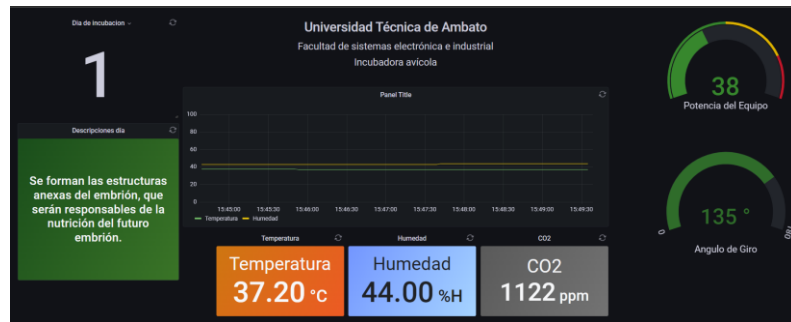 Dia de incubacion
1
Descripciones dia
Se forman las estructuras
anexas del embrión, que
serán responsables de la
nutrición del futuro
embrión.
Universidad Técnica de Ambato
Facultad de sistemas electrónica e industrial
Incubadora avícola
Panel Title
100
80
60
40
20
0
15:45:00 15:45:30 15:46:00 15:46:30 15:47:00 15:47:30 15:48:00 15:48:30 15:49:00 15:49:30
Temperatura Humedad
Temperatura
Temperatura
37.20 °C
Humedad
Humedad
44.00 %H
CO2
CO2
1122 ppm
38
Potencia del Equipo
135 °
0
180
Angulo de Giro